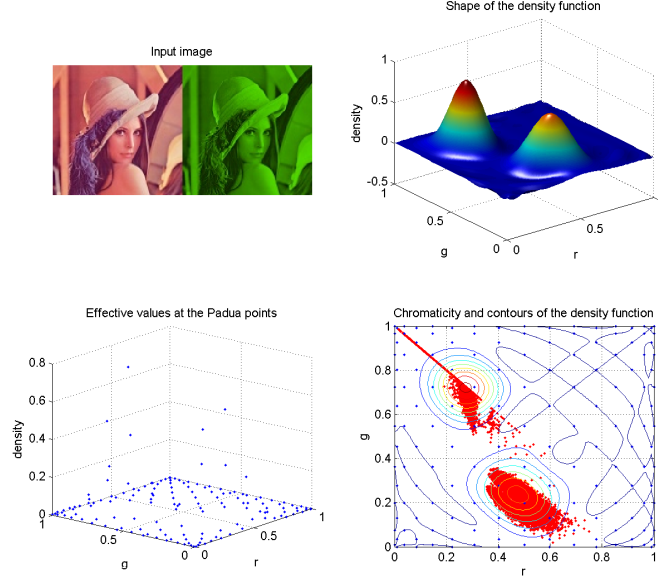 Input image
Shape of the density function
1
0.5
0
-0.5
density
1
0.5
0
g
0
0.5
r
Effective values at the Padua points
0.8
0.6
0.4
0.2
0
density
1
0.5
0
g
0
0.5
1
r
Chromaticity and contours of the density function
1
0.8
0.6
0.4
0.2
0
g
0 0.2 0.4 0.6 0.8 1
r